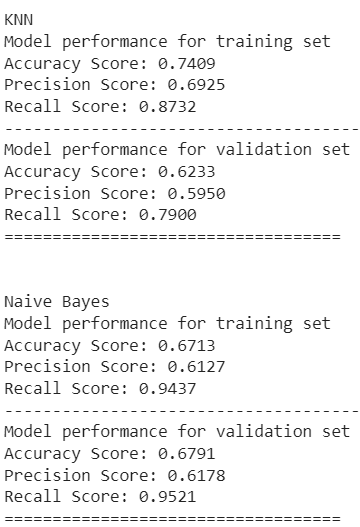 KNN
Model performance for training set
Accuracy Score: 0.7409
Precision Score: 0.6925
Recall Score: 0.8732
-------------------------------------
Model performance for validation set
Accuracy Score: 0.6233
Precision Score: 0.5950
Recall Score: 0.7900
===================================
Naive Bayes
Model performance for training set
Accuracy Score: 0.6713
Precision Score: 0.6127
Recall Score: 0.9437
-------------------------------------
Model performance for validation set
Accuracy Score: 0.6791
Precision Score: 0.6178
Recall Score: 0.9521
===================================